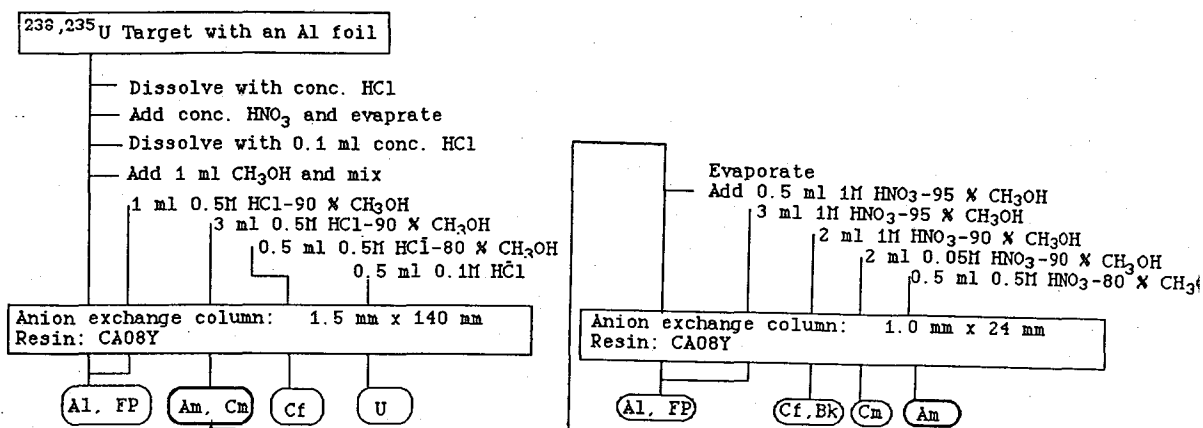 238,235U Target with an Al foil
Dissolve with conc. HCl
Add conc. HNO3 and evaprate
Dissolve with 0.1 ml conc. HCl
Add 1 ml CH3OH and mix
1 ml 0.5M HCl-90 % CH3OH
3 ml 0.5M HCl-90 % CH3OH
0.5 ml 0.5M HCl-80 % CH3OH
0.5 ml 0.1M HCl
Anion exchange column: 1.5 mm x 140 mm
Resin: CA08Y
Al, FP
Am, Cm
Cf
U
Evaporate
Add 0.5 ml 1M HNO3-95 % CH3OH
3 ml 1M HNO3-95 % CH3OH
2 ml 1M HNO3-90 % CH3OH
2 ml 0.05M HNO3-90 % CH3OH
0.5 ml 0.5M HNO3-80 %
Anion exchange column: 1.0 mm x 24 mm
Resin: CA08Y
Al, FP
Cf,Bk
Cm
Am